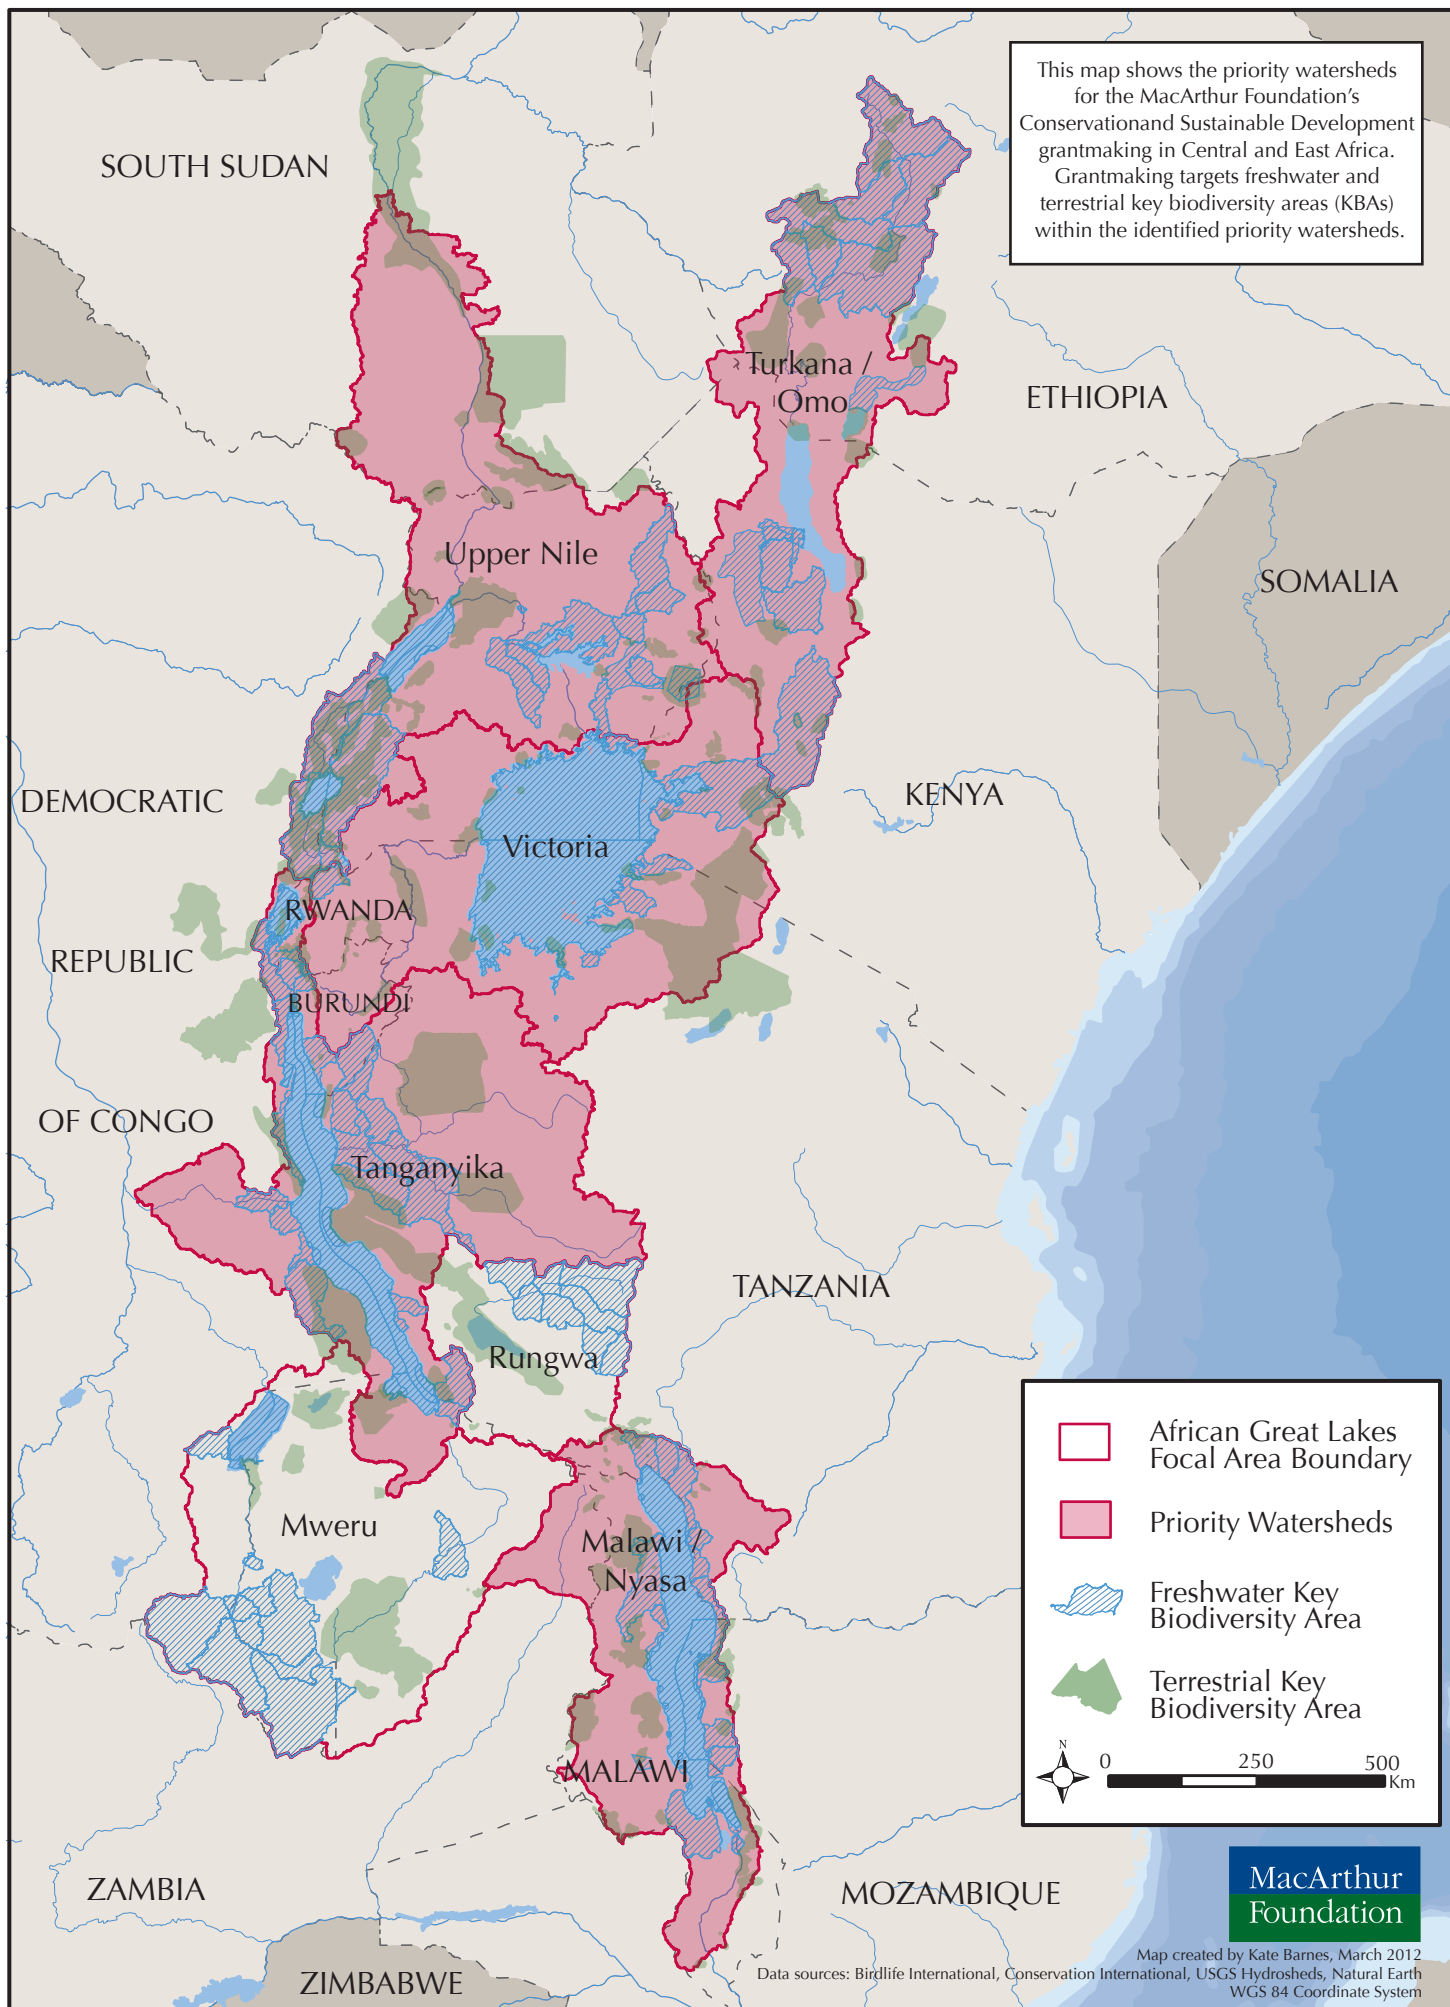 This map shows the priority watersheds
for the MacArthur Foundation's
Conservationand Sustainable Development
grantmaking in Central and East Africa.
Grantmaking targets freshwater and
terrestrial key biodiversity areas (KBAs)
within the identified priority watersheds.
SOUTH SUDAN
Turkana /
Omo
ETHIOPIA
Upper Nile
SOMALIA
DEMOCRATIC
KENYA
Victoria
RWANDA
REPUBLIC
BURUNDI
OF CONGO
Tanganyika
TANZANIA
Rungwa
Mweru
Malawi /
Nyasa
MALAWI
ZAMBIA
MOZAMBIQUE
ZIMBABWE
African Great Lakes
Focal Area Boundary
Priority Watersheds
Freshwater Key
Biodiversity Area
Terrestrial Key
Biodiversity Area
N
0 250 500
Km
MacArthur
Foundation
Map created by Kate Barnes, March 2012
Data sources: Birdlife International, Conservation International, USGS Hydrosheds, Natural Earth
WGS 84 Coordinate System